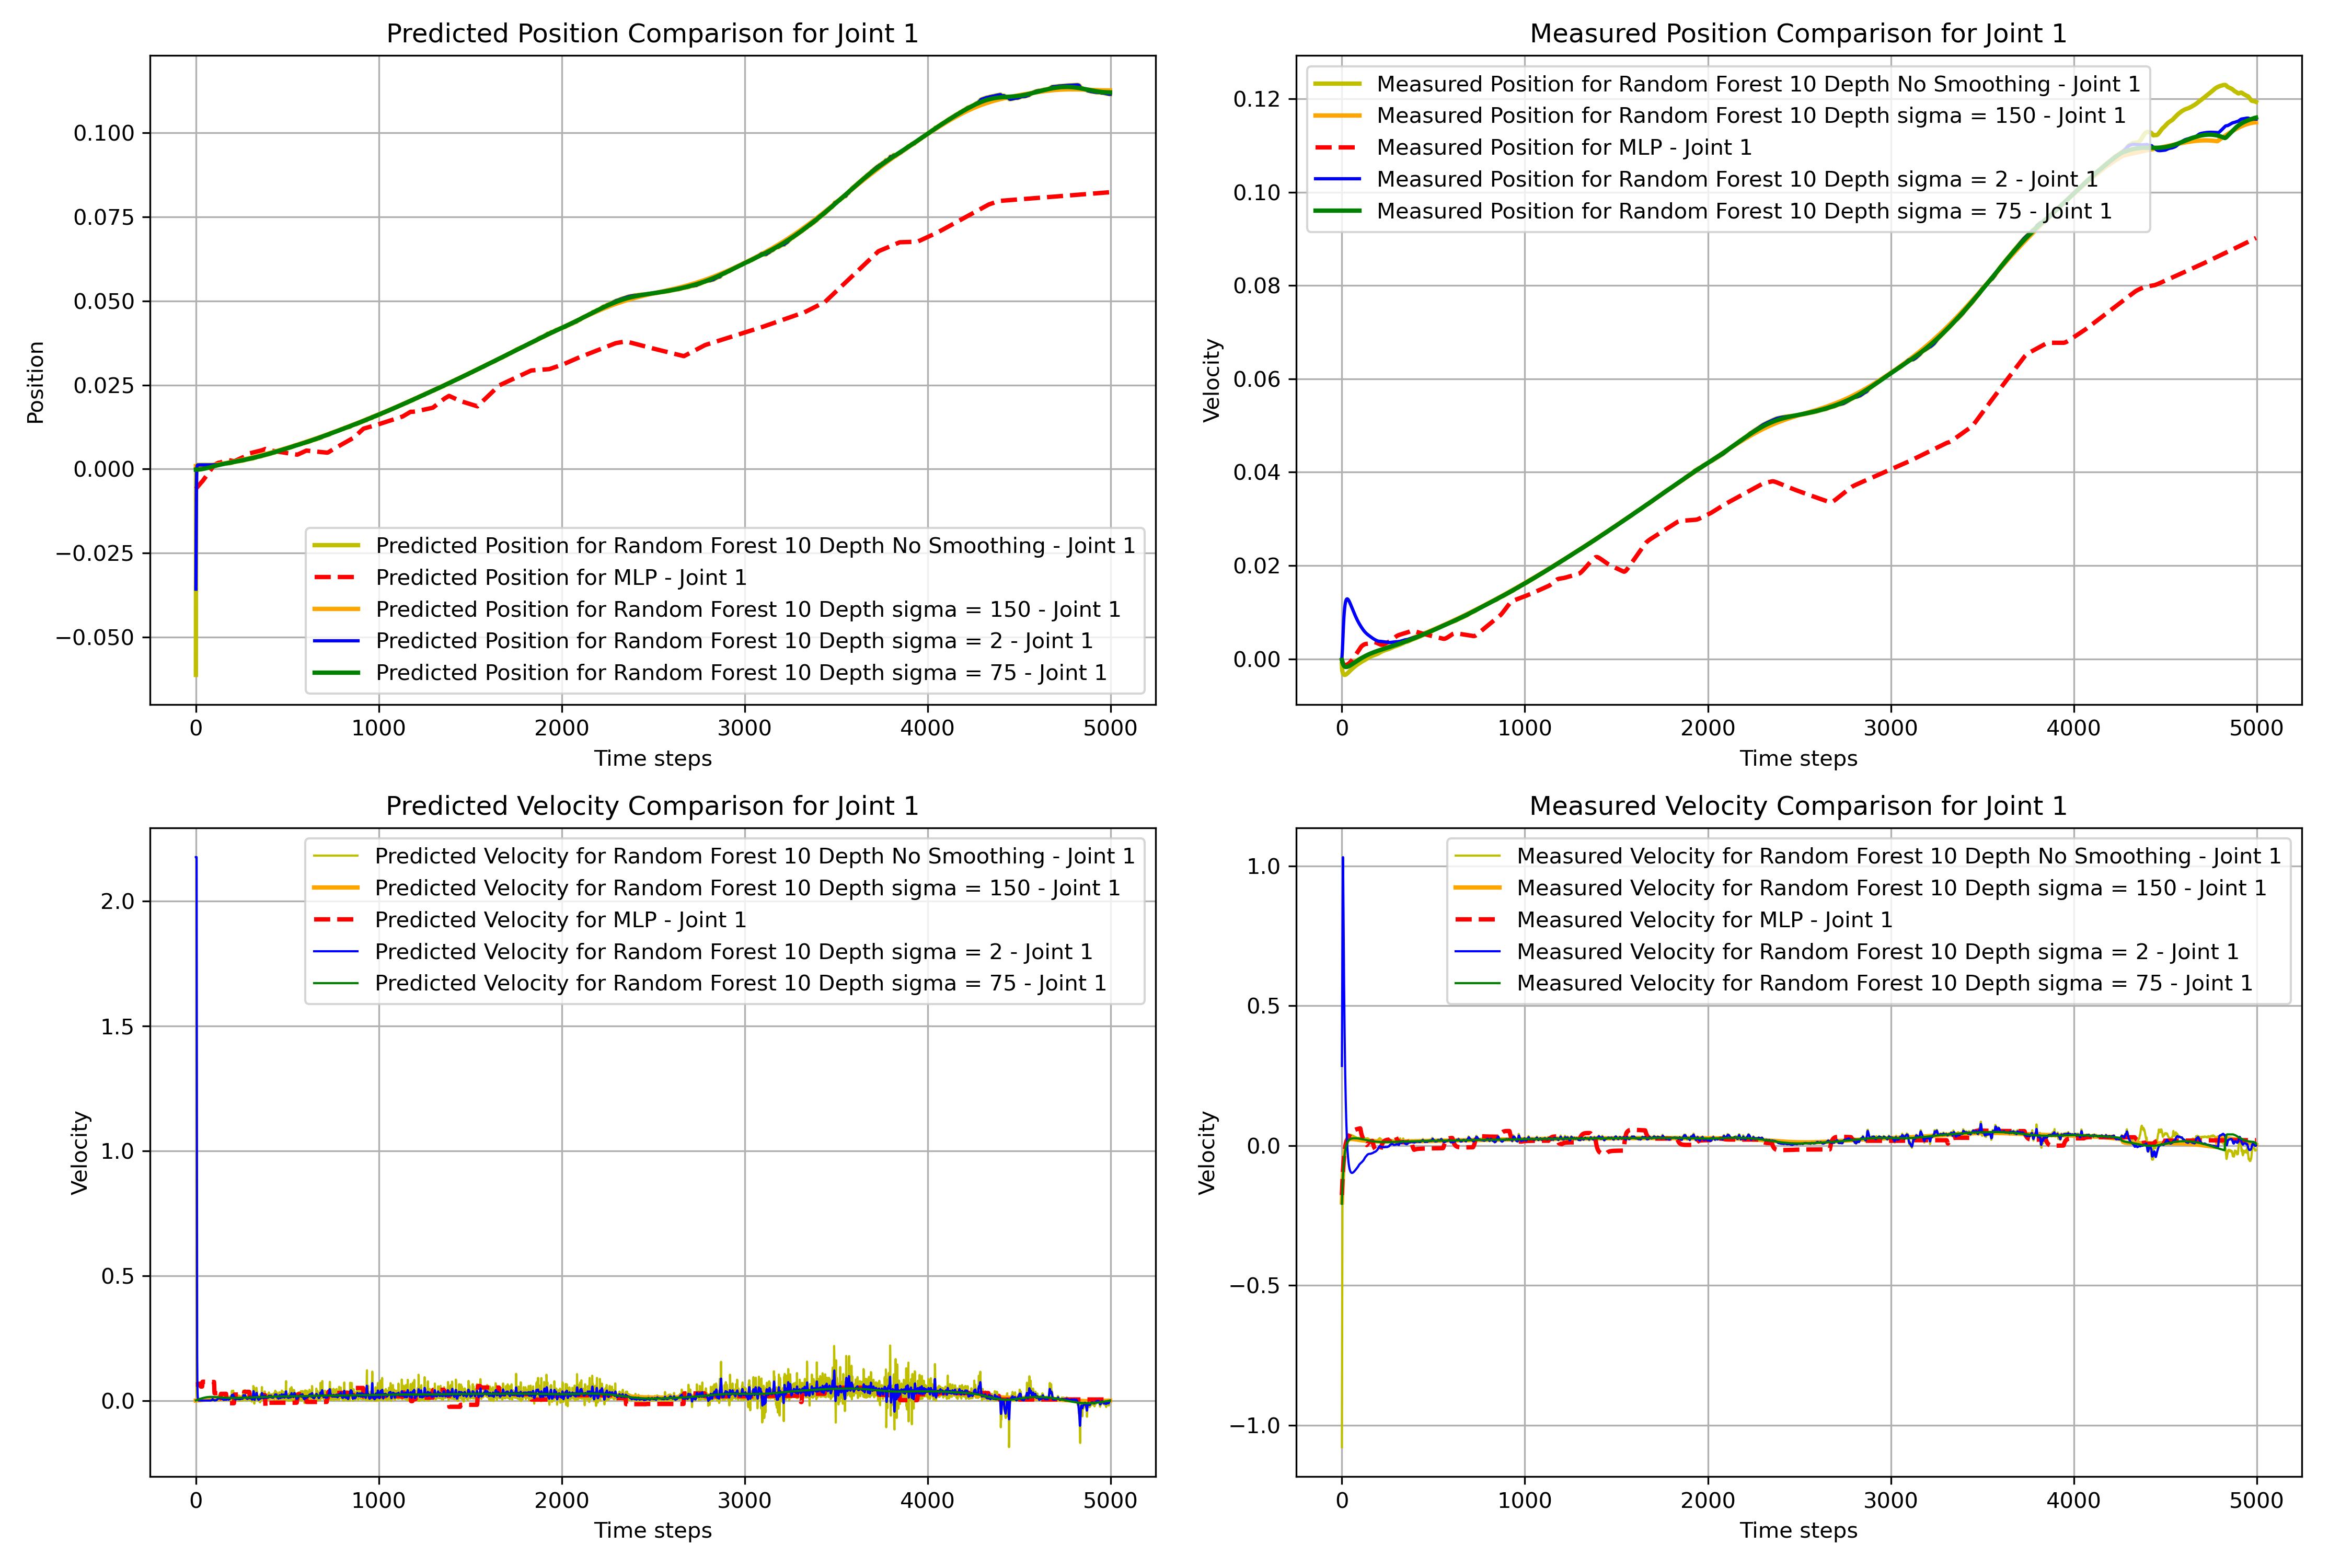 Predicted Position Comparison for Joint 1
Position
0.100
0.075
0.050
0.025
0.000
−0.025
−0.050
Predicted Position for Random Forest 10 Depth No Smoothing - Joint 1
Predicted Position for MLP - Joint 1
Predicted Position for Random Forest 10 Depth sigma = 150 - Joint 1
Predicted Position for Random Forest 10 Depth sigma = 2 - Joint 1
Predicted Position for Random Forest 10 Depth sigma = 75 - Joint 1
0 1000 2000 3000 4000 5000
Time steps
Measured Position Comparison for Joint 1
Velocity
0.12
0.10
0.08
0.06
0.04
0.02
0.00
Measured Position for Random Forest 10 Depth No Smoothing - Joint 1
Measured Position for Random Forest 10 Depth sigma = 150 - Joint 1
Measured Position for MLP - Joint 1
Measured Position for Random Forest 10 Depth sigma = 2 - Joint 1
Measured Position for Random Forest 10 Depth sigma = 75 - Joint 1
0 1000 2000 3000 4000 5000
Time steps
Predicted Velocity Comparison for Joint 1
Velocity
2.0
1.5
1.0
0.5
0.0
Predicted Velocity for Random Forest 10 Depth No Smoothing - Joint 1
Predicted Velocity for Random Forest 10 Depth sigma = 150 - Joint 1
Predicted Velocity for MLP - Joint 1
Predicted Velocity for Random Forest 10 Depth sigma = 2 - Joint 1
Predicted Velocity for Random Forest 10 Depth sigma = 75 - Joint 1
0 1000 2000 3000 4000 5000
Time steps
Measured Velocity Comparison for Joint 1
Velocity
1.0
0.5
0.0
−0.5
−1.0
Measured Velocity for Random Forest 10 Depth No Smoothing - Joint 1
Measured Velocity for Random Forest 10 Depth sigma = 150 - Joint 1
Measured Velocity for MLP - Joint 1
Measured Velocity for Random Forest 10 Depth sigma = 2 - Joint 1
Measured Velocity for Random Forest 10 Depth sigma = 75 - Joint 1
0 1000 2000 3000 4000 5000
Time steps